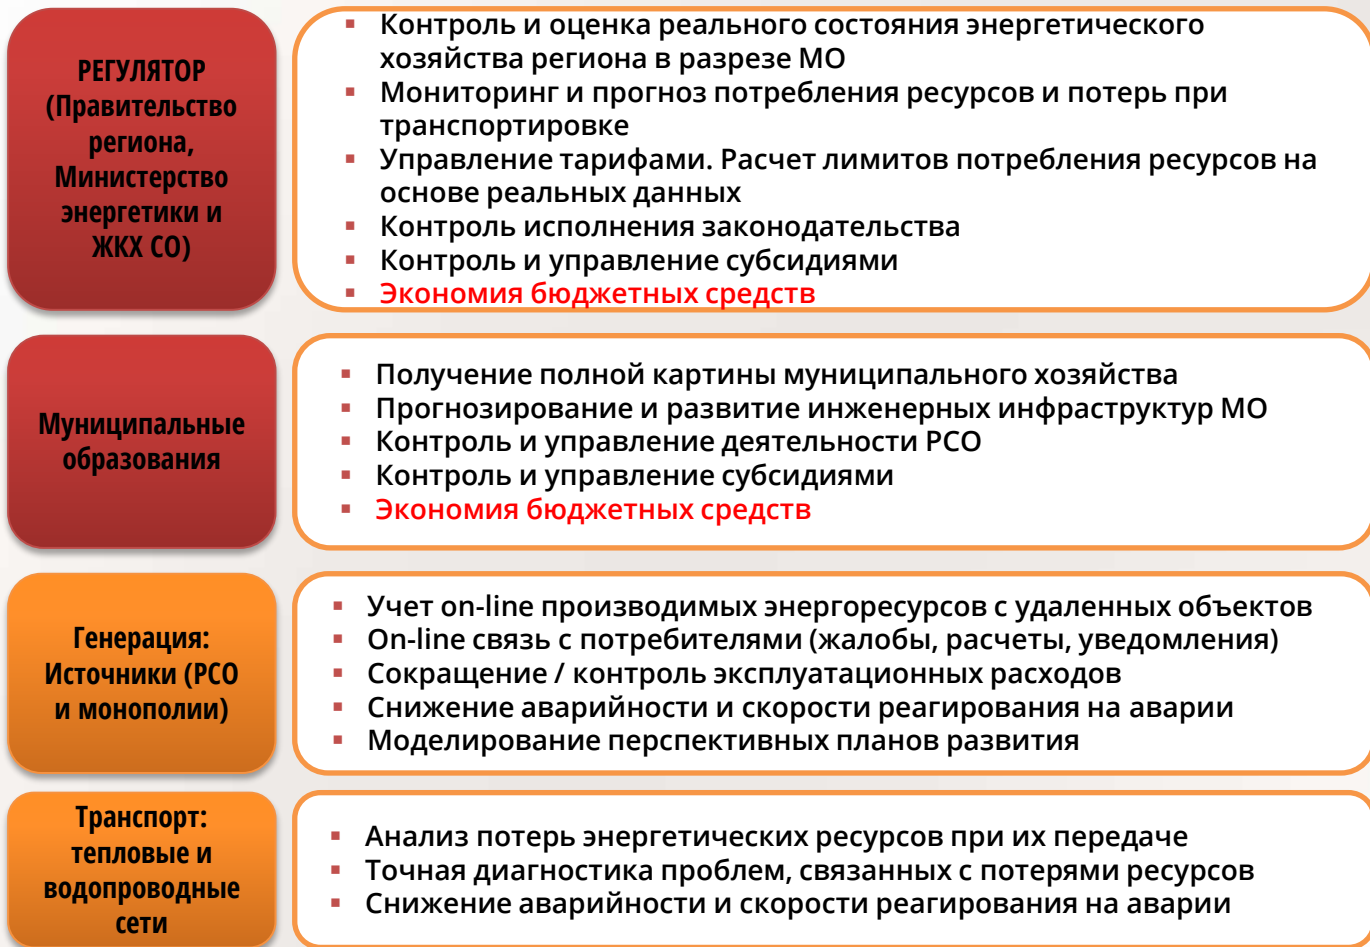 РЕГУЛЯТОР
(Правительство
региона,
Министерство
энергетики и
ЖКХ СО)
▪ Контроль и оценка реального состояния энергетического
хозяйства региона в разрезе МО
▪ Мониторинг и прогноз потребления ресурсов и потерь при
транспортировке
▪ Управление тарифами. Расчет лимитов потребления ресурсов на
основе реальных данных
▪ Контроль исполнения законодательства
▪ Контроль и управление субсидиями
▪ Экономия бюджетных средств
Муниципальные
образования
▪ Получение полной картины муниципального хозяйства
▪ Прогнозирование и развитие инженерных инфраструктур МО
▪ Контроль и управление деятельности РСО
▪ Контроль и управление субсидиями
▪ Экономия бюджетных средств
Генерация:
Источники (РСО
и монополии)
▪ Учет on-line производимых энергоресурсов с удаленных объектов
▪ On-line связь с потребителями (жалобы, расчеты, уведомления)
▪ Сокращение / контроль эксплуатационных расходов
▪ Снижение аварийности и скорости реагирования на аварии
▪ Моделирование перспективных планов развития
Транспорт:
тепловые и
водопроводные
сети
▪ Анализ потерь энергетических ресурсов при их передаче
▪ Точная диагностика проблем, связанных с потерями ресурсов
▪ Снижение аварийности и скорости реагирования на аварии